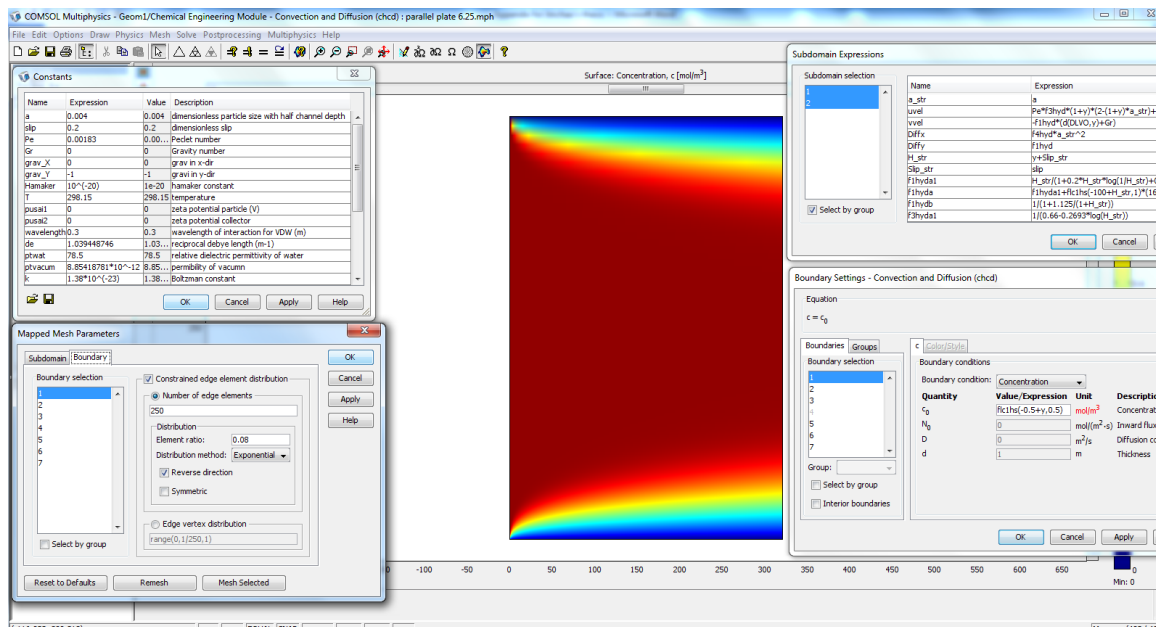 COMSOL Multiphysics - Geom1/Chemical Engineering Module - Convection and Diffusion (chcd) : parallel plate 6.25.mph
File Edit Options Draw Physics Mesh Solve Postprocessing Multiphysics Help
Surface: Concentration, c [mol/m³]
Constants
Name Expression Value Description
a 0.004 0.004 dimensionless particle size with half channel depth
slip 0.2 0.2 dimensionless slip
Pe 0.00183 0.00... Peclet number
Gr 0 0 Gravity number
grav_X 0 0 grav in x-dir
grav_Y -1 -1 gravi in y-dir
Hamaker 10^(-20) 1e-20 hamaker constant
T 298.15 298.15 temperature
pusai1 0 0 zeta potential particle (V)
pusai2 0 0 zeta potential collector
wavelength 0.3 0.3 wavelength of interaction for VDW (m)
de 1.039448746 1.03... reciprocal debye length (m-1)
ptwat 78.5 78.5 relative dielectric permittivity of water
ptvacum 8.85418781*10^-12 8.85... permibility of vacumn
k 1.38*10^(-23) 1.38... Boltzman constant
OK Cancel Apply Help
Mapped Mesh Parameters
Subdomain Boundary
Boundary selection
1
2
3
4
5
6
7
Select by group
Constrained edge element distribution
Number of edge elements
250
Distribution
Element ratio: 0.08
Distribution method: Exponential
Reverse direction
Symmetric
Edge vertex distribution
range(0,1/250,1)
OK
Cancel
Apply
Help
Reset to Defaults Remesh Mesh Selected
Subdomain Expressions
Subdomain selection
1
2
Select by group
Name Expression
a_str a
uvel Pe*f3hyd*(1+y)*(2-(1+y)*a_str)+
vvel -f1hyd*(d(DLVO,y)+Gr)
Diffx f4hyd*a_str^2
Diffy f1hyd
H_str y+Slip_str
Slip_str slip
f1hyda1 H_str/(1+0.2*H_str*log(1/H_str)+
f1hyda f1hyda1+flc1hs(-100+H_str,1)*(16
f1hydb 1/(1+1.125/(1+H_str))
f3hyda1 1/(0.66-0.2693*log(H_str))
OK Cancel
Boundary Settings - Convection and Diffusion (chcd)
Equation
c = c₀
Boundaries Groups
Boundary selection
1
2
3
4
5
6
7
Group:
Select by group
Interior boundaries
c Color/Style
Boundary conditions
Boundary condition: Concentration
Quantity Value/Expression Unit Descriptio
c₀ flc1hs(-0.5+y,0.5) mol/m³ Concentrat
N₀ 0 mol/(m²·s) Inward flux
D 0 m²/s Diffusion co
d 1 m Thickness
OK Cancel Apply
-100 -50 0 50 100 150 200 250 300 350 400 450 500 550 600 650
0
Min: 0